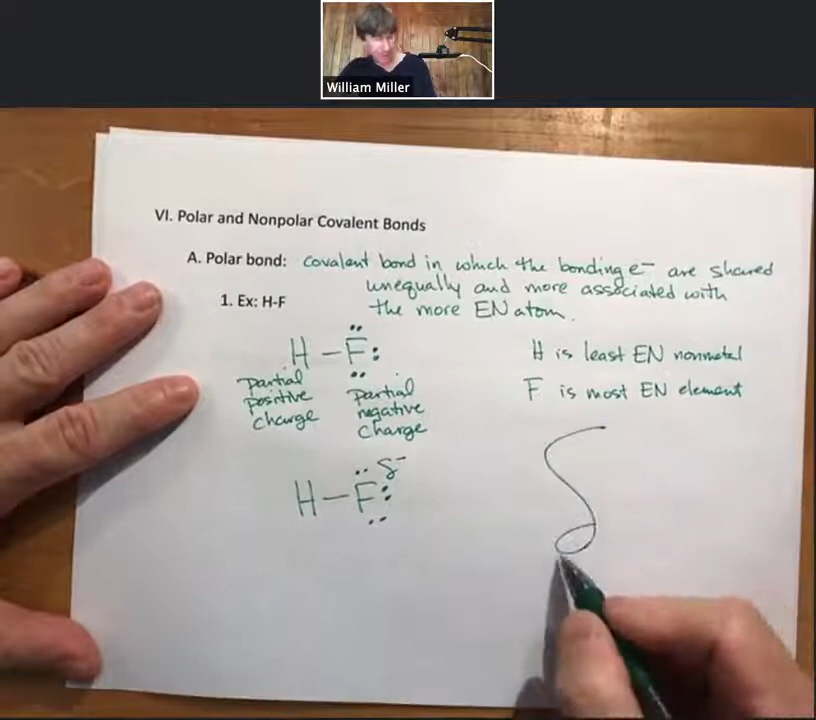 William Miller
VI. Polar and Nonpolar Covalent Bonds
A. Polar bond: covalent bond in which the bonding e⁻ are shared
unequally and more associated with
the more EN atom.
1. Ex: H-F
H – F
H is least EN nonmetal
F is most EN element
partial
positive
charge
Partial
negative
charge
H – F δ⁻
δ